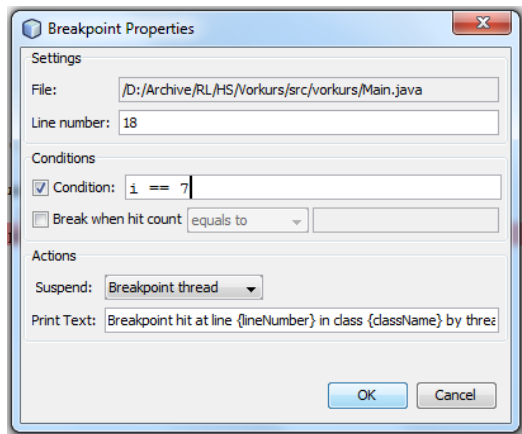 Breakpoint Properties
Settings
File: /D:/Archive/RL/HS/Vorkurs/src/vorkurs/Main.java
Line number: 18
Conditions
Condition: i == 7
Break when hit count equals to
Actions
Suspend: Breakpoint thread
Print Text: Breakpoint hit at line {lineNumber} in class {className} by threa
OK Cancel